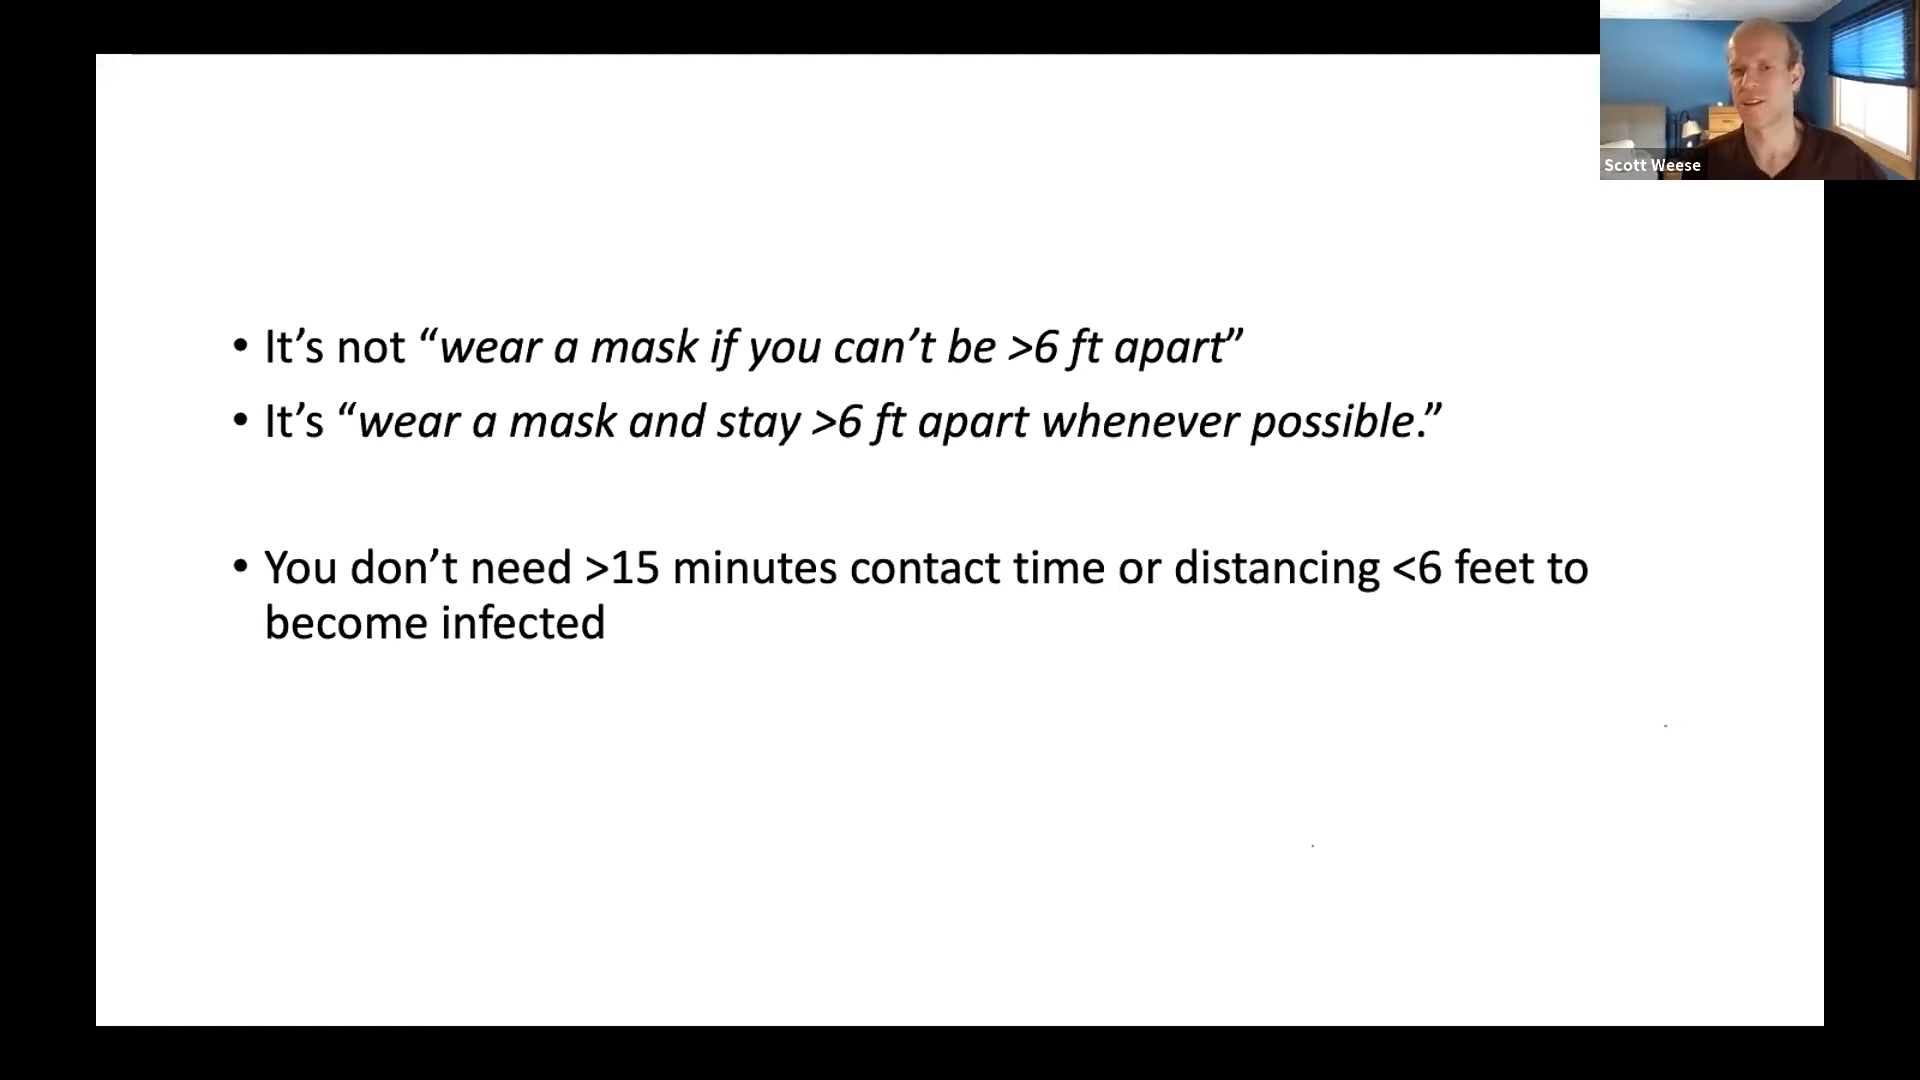 Scott Weese
• It’s not “wear a mask if you can’t be >6 ft apart”
• It’s “wear a mask and stay >6 ft apart whenever possible.”
• You don’t need >15 minutes contact time or distancing <6 feet to
become infected